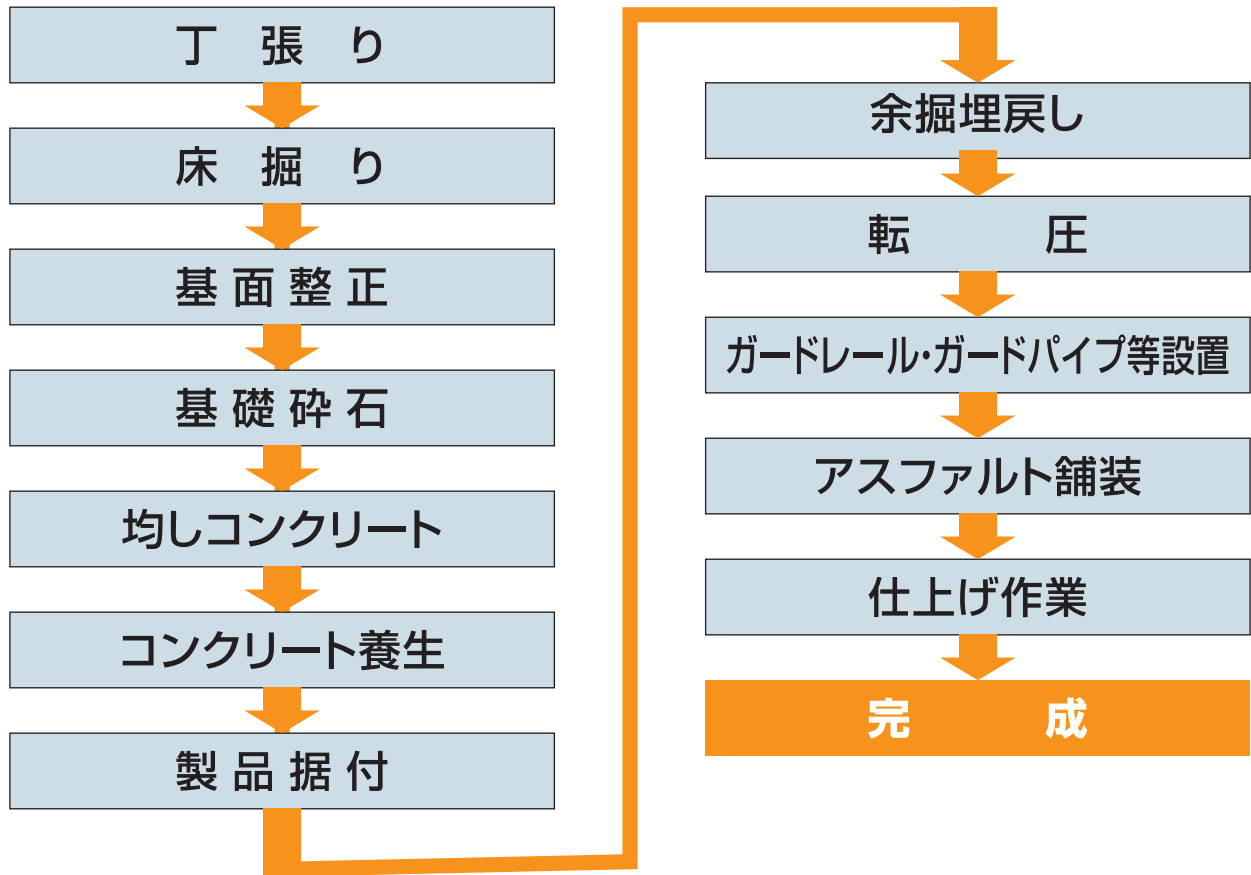 丁張り
床掘り
基面整正
基礎砕石
均しコンクリート
コンクリート養生
製品据付
余掘埋戻し
転圧
ガードレール・ガードパイプ等設置
アスファルト舗装
仕上げ作業
完成